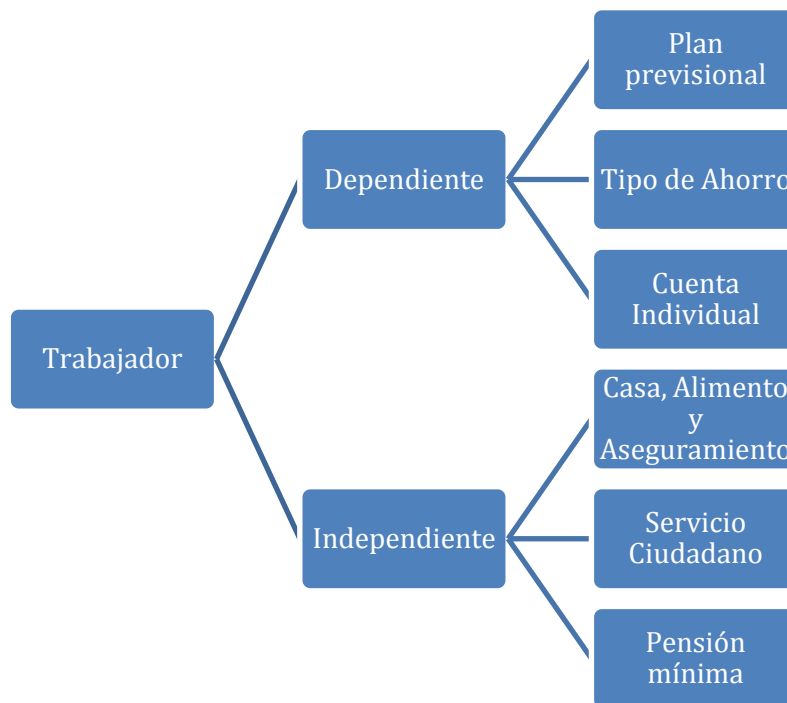 Trabajador
Dependiente
Plan
previsional
Tipo de Ahorro
Cuenta
Individual
Independiente
Casa, Alimento
y
Aseguramiento
Servicio
Ciudadano
Pensión
mínima